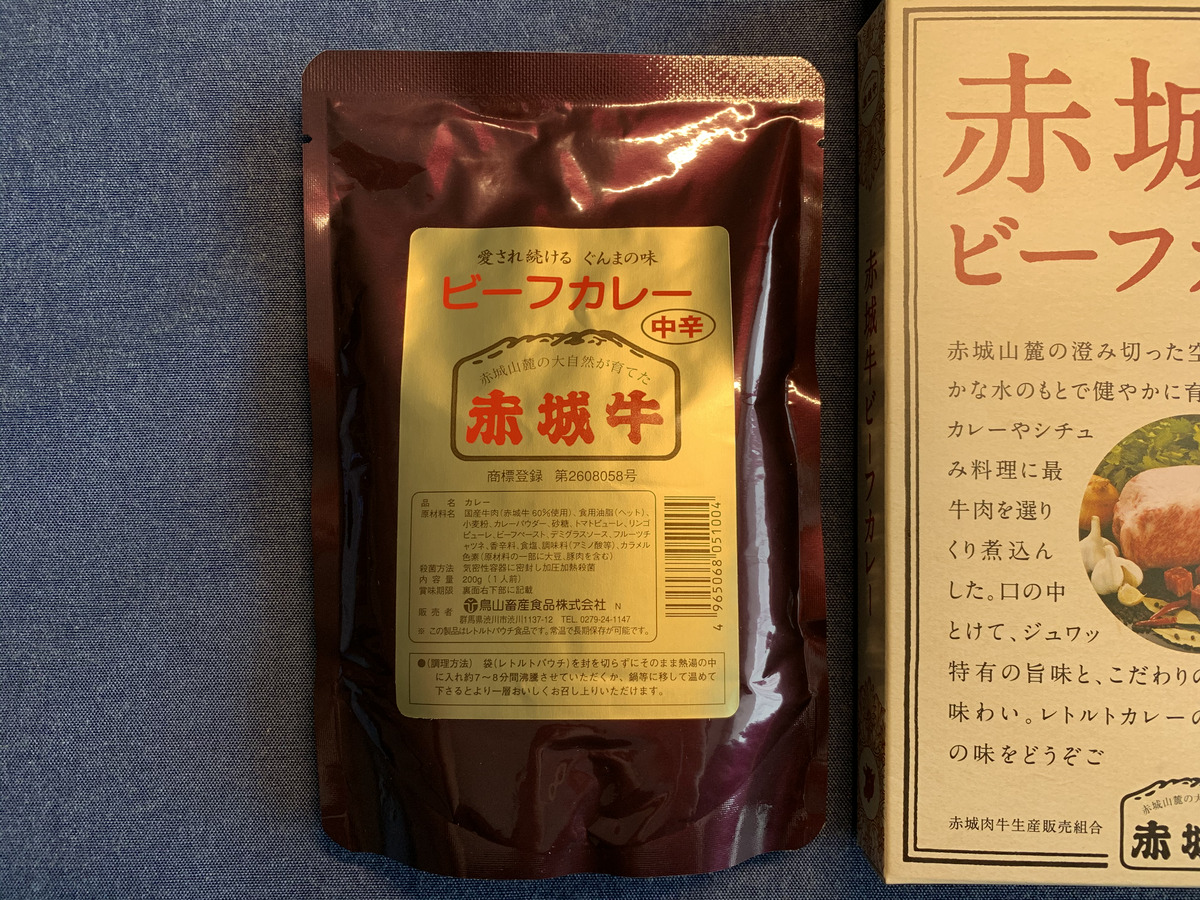 愛され続ける ぐんまの味
ビーフカレー
中辛
赤城山麓の大自然が育てた
赤城牛
商標登録 第2608058号
品名 カレー
原材料名 国産牛肉(赤城牛60%使用)、食用油脂(ヘット)、
小麦粉、カレーパウダー、砂糖、トマトピューレ、リンゴ
ピューレ、ビーフペースト、デミグラスソース、フルーツチ
ャツネ、香辛料、食塩、調味料(アミノ酸等)、カラメル
色素(原材料の一部に大豆、豚肉を含む)
殺菌方法 気密性容器に密封し加圧加熱殺菌
内容量 200g(1人前)
賞味期限 裏面右下部に記載
販売者 鳥山畜産食品株式会社 N
群馬県渋川市渋川1137-12 TEL. 0279-24-1147
※ この製品はレトルトパウチ食品です。常温で長期保存が可能です。
4965068051004
●(調理方法) 袋(レトルトパウチ)を封を切らずにそのまま熱湯の中
に入れ約7〜8分間沸騰させていただくか、鍋等に移して温めて
下さるとより一層おいしくお召し上りいただけます。
赤城牛ビーフカレ
赤城
ビーフ
赤城山麓の澄み切った空
かな水のもとで健やかに育
カレーやシチュ
み料理に最
牛肉を選り
くり煮込ん
した。口の中
とけて、ジュワッ
特有の旨味と、こだわりの
味わい。レトルトカレーの
の味をどうぞご
赤城肉牛生産販売組合
赤城山麓の大
赤城